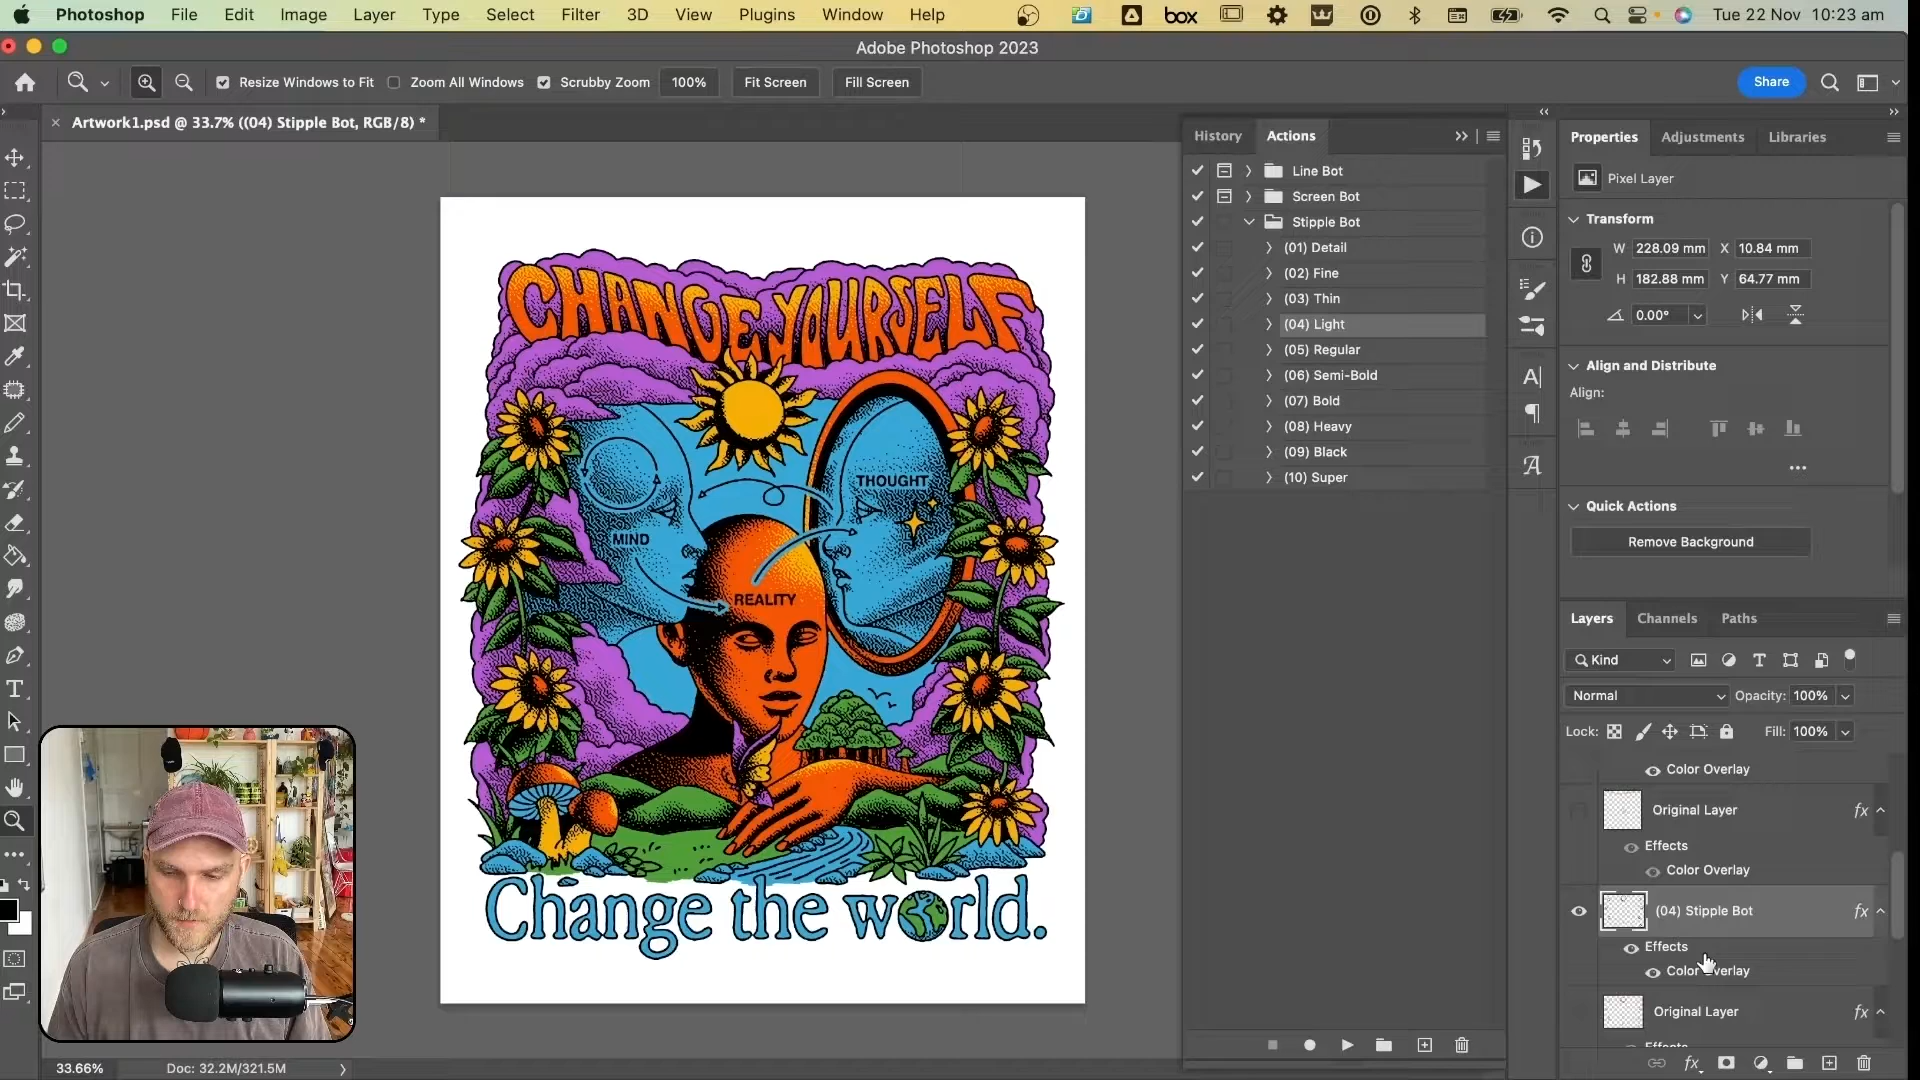 Photoshop File Edit Image Layer Type Select Filter 3D View Plugins Window Help box Tue 22 Nov 10:23 am
Adobe Photoshop 2023
Resize Windows to Fit Zoom All Windows Scrubby Zoom 100% Fit Screen Fill Screen Share
Artwork1.psd @ 33.7% ((04) Stipple Bot, RGB/8) *
History Actions
Line Bot
Screen Bot
Stipple Bot
(01) Detail
(02) Fine
(03) Thin
(04) Light
(05) Regular
(06) Semi-Bold
(07) Bold
(08) Heavy
(09) Black
(10) Super
Properties Adjustments Libraries
Pixel Layer
Transform
W 228.09 mm X 10.84 mm
H 182.88 mm Y 64.77 mm
0.00°
Align and Distribute
Align:
Quick Actions
Remove Background
Layers Channels Paths
Kind
Normal Opacity: 100%
Lock: Fill: 100%
Color Overlay
Original Layer fx
Effects
Color Overlay
(04) Stipple Bot fx
Effects
Color Overlay
Original Layer fx
Effects
CHANGE YOURSELF
THOUGHT
MIND
REALITY
Change the world.
33.66% Doc: 32.2M/321.5M